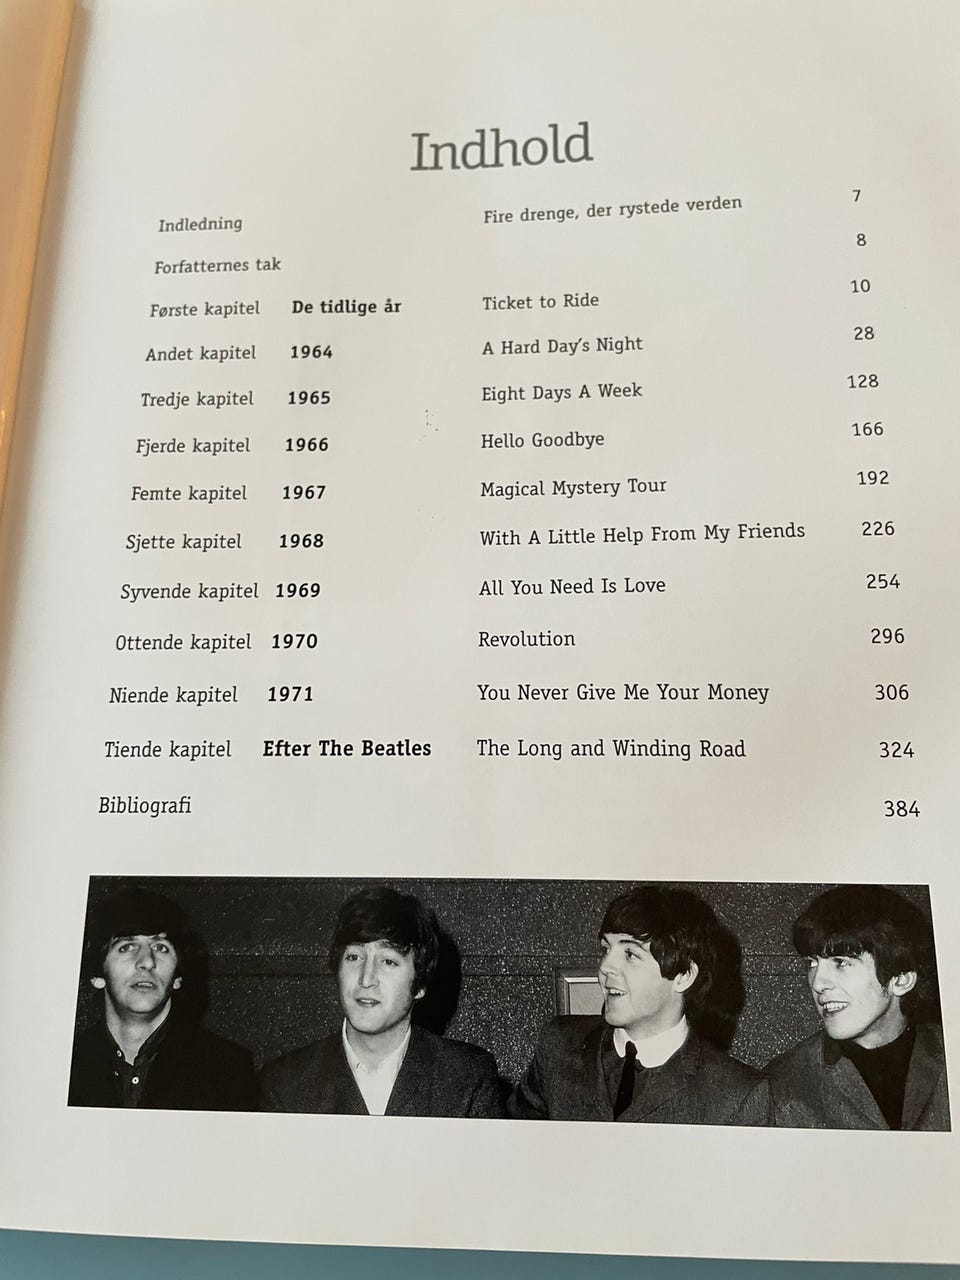 Indhold
Indledning Fire drenge, der rystede verden 7
Forfatternes tak 8
Første kapitel De tidlige år Ticket to Ride 10
Andet kapitel 1964 A Hard Day's Night 28
Tredje kapitel 1965 Eight Days A Week 128
Fjerde kapitel 1966 Hello Goodbye 166
Femte kapitel 1967 Magical Mystery Tour 192
Sjette kapitel 1968 With A Little Help From My Friends 226
Syvende kapitel 1969 All You Need Is Love 254
Ottende kapitel 1970 Revolution 296
Niende kapitel 1971 You Never Give Me Your Money 306
Tiende kapitel Efter The Beatles The Long and Winding Road 324
Bibliografi 384